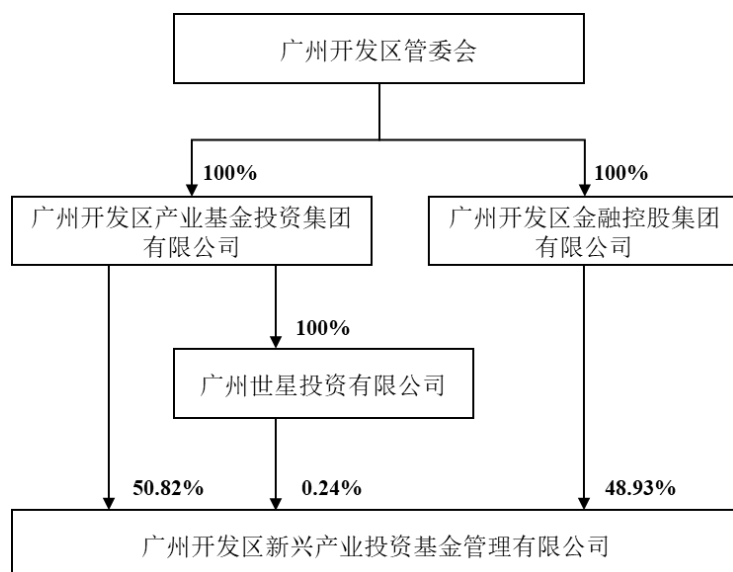 广州开发区管委会
100%
100%
广州开发区产业基金投资集团
有限公司
广州开发区金融控股集团
有限公司
100%
广州世星投资有限公司
50.82%
0.24%
48.93%
广州开发区新兴产业投资基金管理有限公司